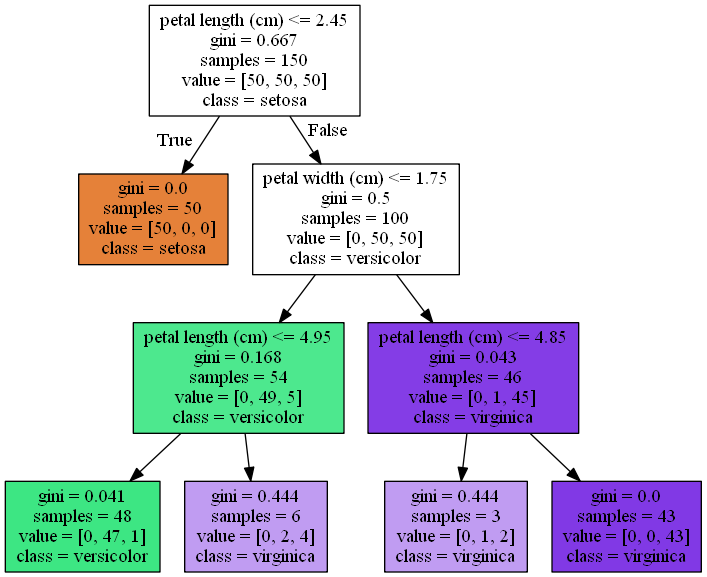 petal length (cm) <= 2.45
gini = 0.667
samples = 150
value = [50, 50, 50]
class = setosa
True
False
gini = 0.0
samples = 50
value = [50, 0, 0]
class = setosa
petal width (cm) <= 1.75
gini = 0.5
samples = 100
value = [0, 50, 50]
class = versicolor
petal length (cm) <= 4.95
gini = 0.168
samples = 54
value = [0, 49, 5]
class = versicolor
petal length (cm) <= 4.85
gini = 0.043
samples = 46
value = [0, 1, 45]
class = virginica
gini = 0.041
samples = 48
value = [0, 47, 1]
class = versicolor
gini = 0.444
samples = 6
value = [0, 2, 4]
class = virginica
gini = 0.444
samples = 3
value = [0, 1, 2]
class = virginica
gini = 0.0
samples = 43
value = [0, 0, 43]
class = virginica